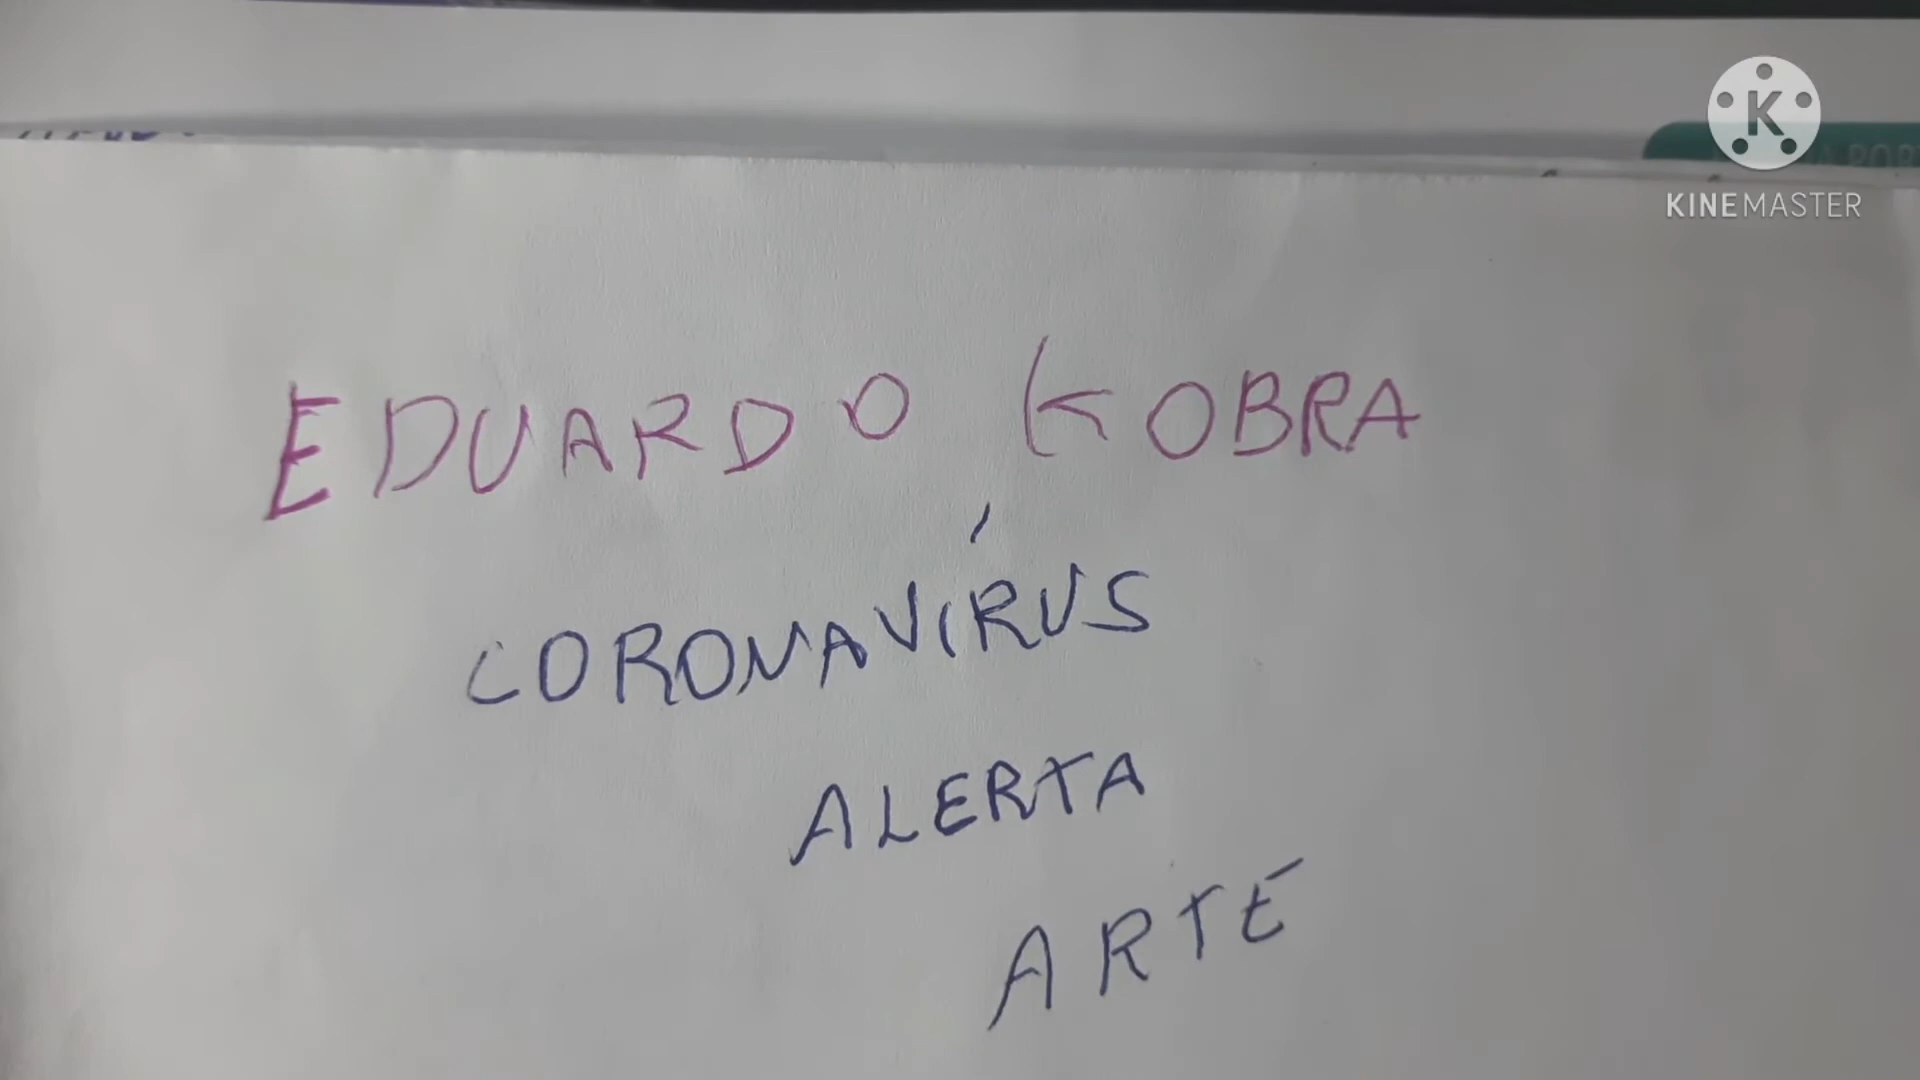 K
KINEMASTER
EDUARDO KOBRA
CORONAVÍRUS
ALERTA
ARTE